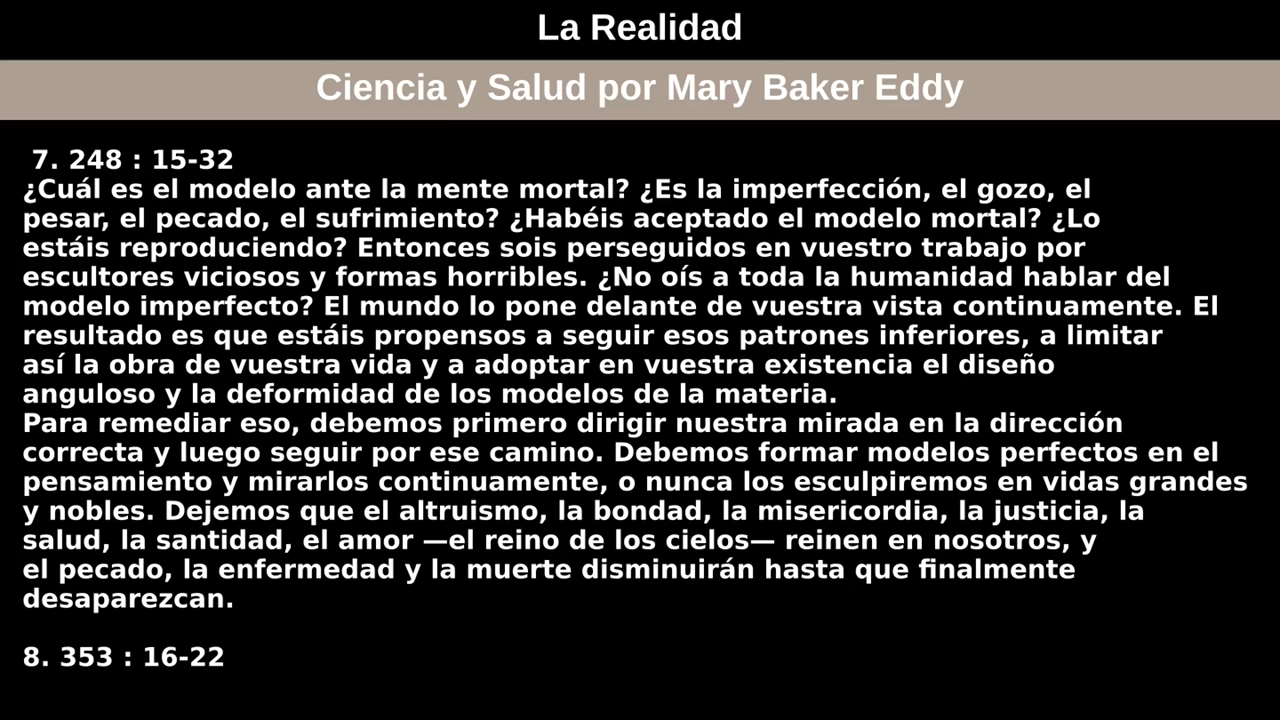 La Realidad
Ciencia y Salud por Mary Baker Eddy
7. 248 : 15-32
¿Cuál es el modelo ante la mente mortal? ¿Es la imperfección, el gozo, el
pesar, el pecado, el sufrimiento? ¿Habéis aceptado el modelo mortal? ¿Lo
estáis reproduciendo? Entonces sois perseguidos en vuestro trabajo por
escultores viciosos y formas horribles. ¿No oís a toda la humanidad hablar del
modelo imperfecto? El mundo lo pone delante de vuestra vista continuamente. El
resultado es que estáis propensos a seguir esos patrones inferiores, a limitar
así la obra de vuestra vida y a adoptar en vuestra existencia el diseño
anguloso y la deformidad de los modelos de la materia.
Para remediar eso, debemos primero dirigir nuestra mirada en la dirección
correcta y luego seguir por ese camino. Debemos formar modelos perfectos en el
pensamiento y mirarlos continuamente, o nunca los esculpiremos en vidas grandes
y nobles. Dejemos que el altruismo, la bondad, la misericordia, la justicia, la
salud, la santidad, el amor —el reino de los cielos— reinen en nosotros, y
el pecado, la enfermedad y la muerte disminuirán hasta que finalmente
desaparezcan.
8. 353 : 16-22